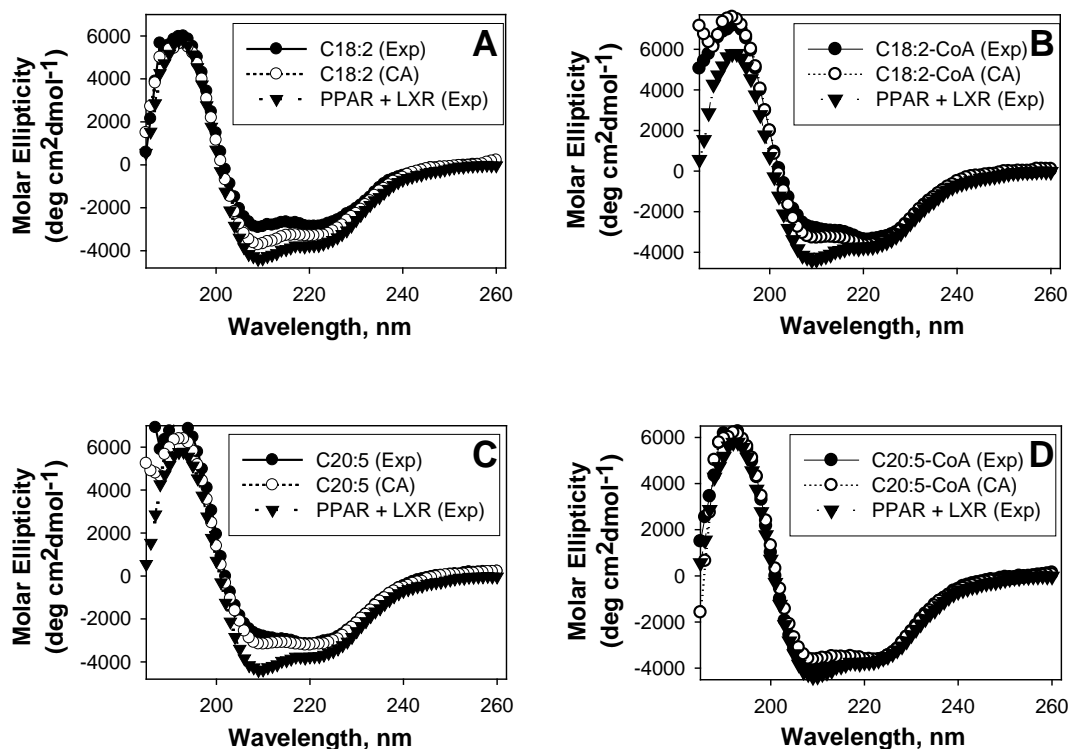 A
C18:2 (Exp)
C18:2 (CA)
PPAR + LXR (Exp)
6000
4000
2000
0
-2000
-4000
Molar Ellipticity
(deg cm2dmol-1)
200 220 240 260
Wavelength, nm
B
C18:2-CoA (Exp)
C18:2-CoA (CA)
PPAR + LXR (Exp)
6000
4000
2000
0
-2000
-4000
Molar Ellipticity
(deg cm2dmol-1)
200 220 240 260
Wavelength, nm
C
C20:5 (Exp)
C20:5 (CA)
PPAR + LXR (Exp)
6000
4000
2000
0
-2000
-4000
Molar Ellipticity
(deg cm2dmol-1)
200 220 240 260
Wavelength, nm
D
C20:5-CoA (Exp)
C20:5-CoA (CA)
PPAR + LXR (Exp)
6000
4000
2000
0
-2000
-4000
Molar Ellipticity
(deg cm2dmol-1)
200 220 240 260
Wavelength, nm